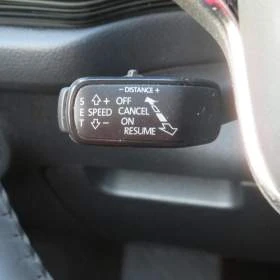 − DISTANCE +
S + OFF
E SPEED CANCEL
T − ON
RESUME